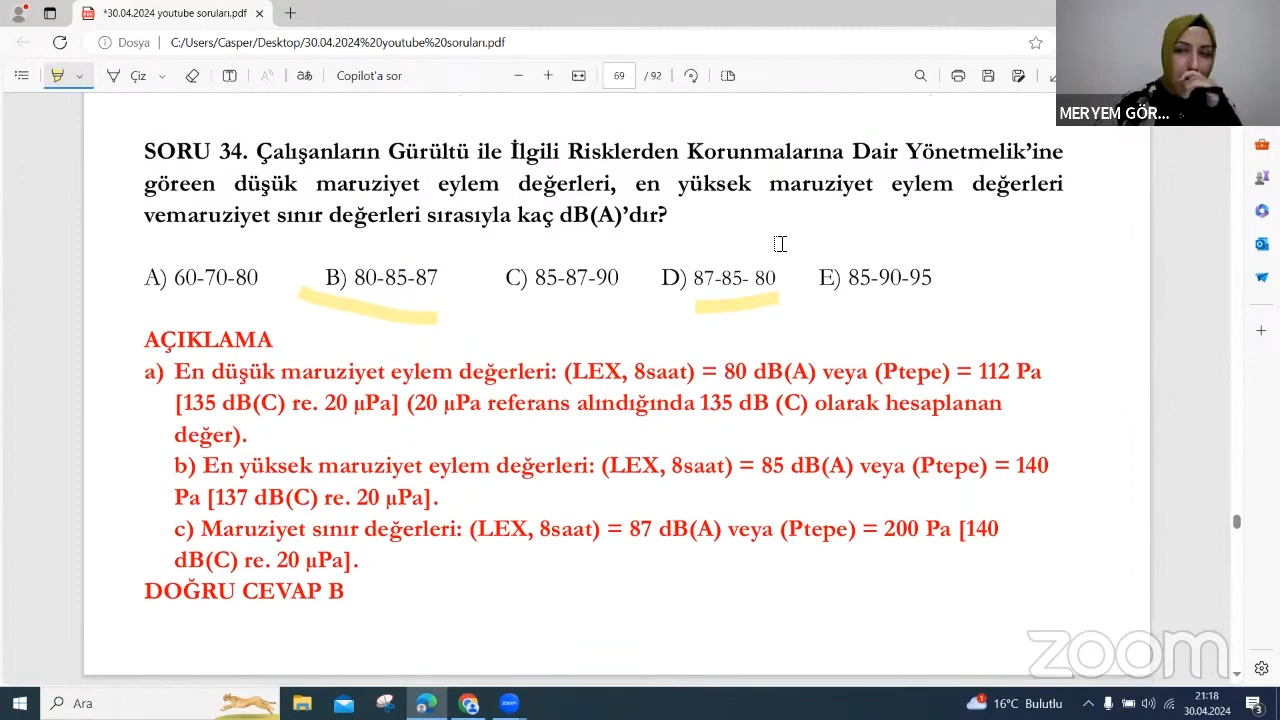 *30.04.2024 youtube soruları.pdf
Dosya
C:/Users/Casper/Desktop/30.04.2024%20youtube%20soruları.pdf
Çiz
Copilot'a sor
69 / 92
MERYEM GÖR...
SORU 34. Çalışanların Gürültü ile İlgili Risklerden Korunmalarına Dair Yönetmelik’ine
göreen düşük maruziyet eylem değerleri, en yüksek maruziyet eylem değerleri
vemaruziyet sınır değerleri sırasıyla kaç dB(A)’dır?
A) 60-70-80 B) 80-85-87 C) 85-87-90 D) 87-85- 80 E) 85-90-95
AÇIKLAMA
a) En düşük maruziyet eylem değerleri: (LEX, 8saat) = 80 dB(A) veya (Ptepe) = 112 Pa
[135 dB(C) re. 20 µPa] (20 µPa referans alındığında 135 dB (C) olarak hesaplanan
değer).
b) En yüksek maruziyet eylem değerleri: (LEX, 8saat) = 85 dB(A) veya (Ptepe) = 140
Pa [137 dB(C) re. 20 µPa].
c) Maruziyet sınır değerleri: (LEX, 8saat) = 87 dB(A) veya (Ptepe) = 200 Pa [140
dB(C) re. 20 µPa].
DOĞRU CEVAP B
zoom
Ara
zoom
1
16°C Bulutlu
21:18
30.04.2024
3